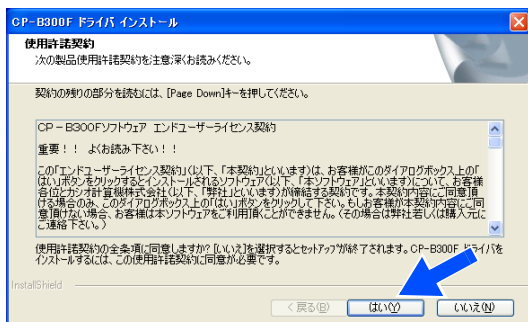 CP-B300F ドライバ インストール
使用許諾契約
次の製品使用許諾契約を注意深くお読みください。
契約の残りの部分を読むには、[Page Down]キーを押してください。
CP－B300Fソフトウェア エンドユーザーライセンス契約
重要！！ よくお読み下さい！！
この「エンドユーザーライセンス契約」(以下、「本契約」といいます)は、お客様がこのダイアログボックス上の「
はい」ボタンをクリックするとインストールされるソフトウェア(以下、「本ソフトウェア」といいます)について、お客様
各位とカシオ計算機株式会社(以下、「弊社」といいます)が締結する契約です。本契約内容にご同意頂
ける場合のみ、このダイアログボックス上の「はい」ボタンをクリックして下さい。もしお客様が本契約内容にご同
意頂けない場合、お客様は本ソフトウェアをご利用頂くことができません。(その場合は弊社若しくは購入元に
ご連絡下さい。)
使用許諾契約の全条項に同意しますか? [いいえ]を選択するとセットアップが終了されます。CP-B300F ドライバを
インストールするには、この使用許諾契約に同意が必要です。
InstallShield
< 戻る(B)
はい(Y)
いいえ(N)